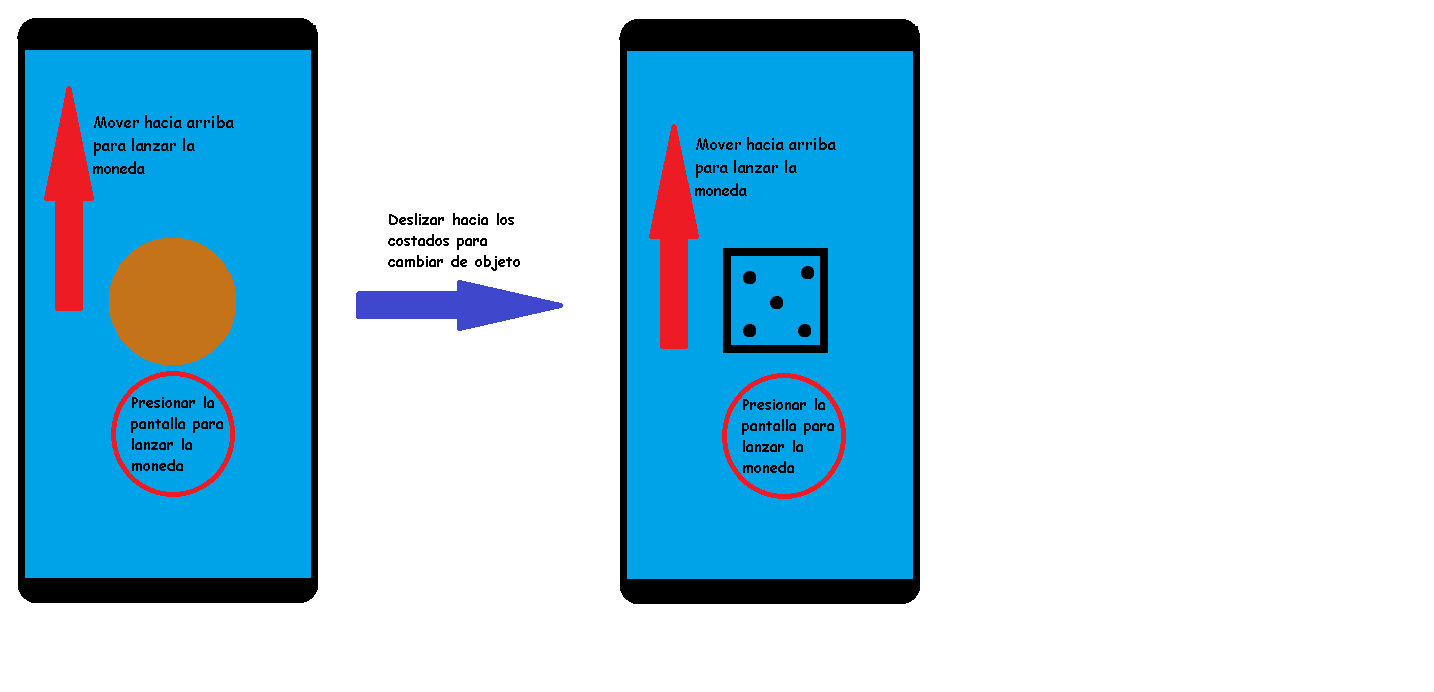 Mover hacia arriba
para lanzar la
moneda
Presionar la
pantalla para
lanzar la
moneda
Deslizar hacia los
costados para
cambiar de objeto
Mover hacia arriba
para lanzar la
moneda
Presionar la
pantalla para
lanzar la
moneda